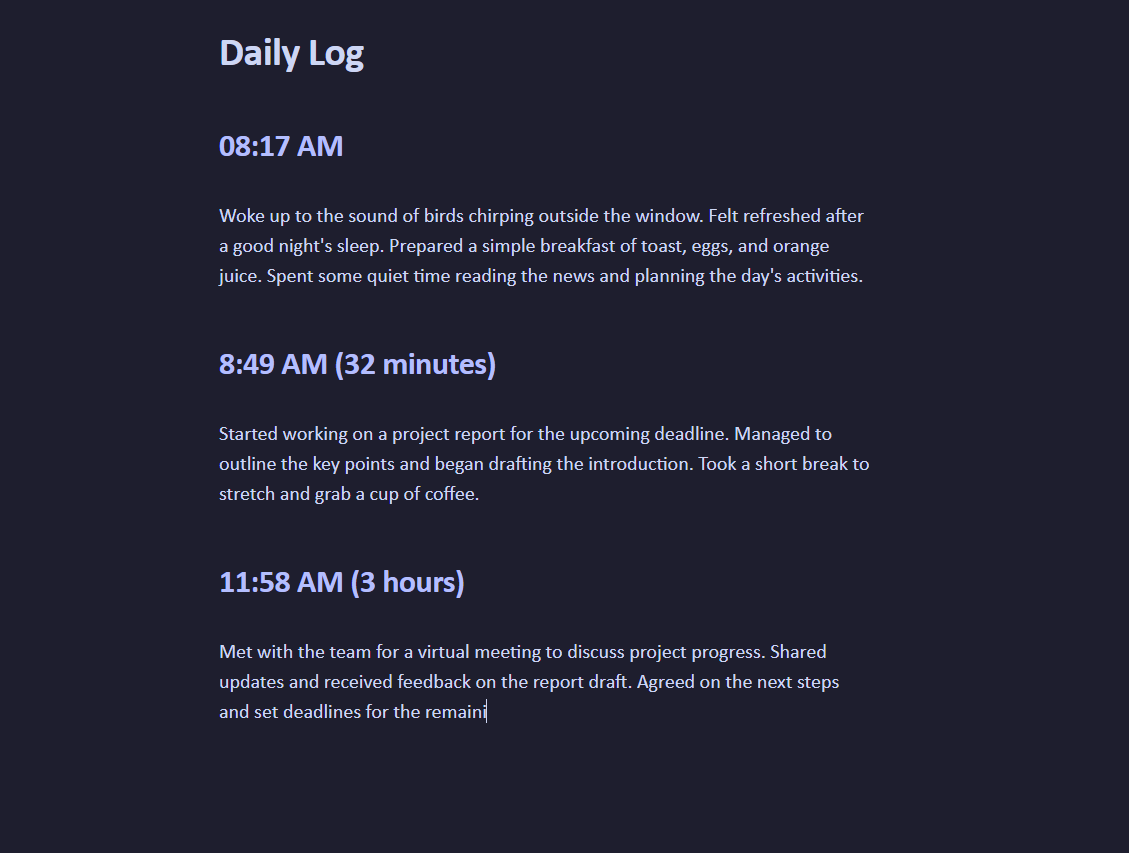 Daily Log
08:17 AM
Woke up to the sound of birds chirping outside the window. Felt refreshed after
a good night's sleep. Prepared a simple breakfast of toast, eggs, and orange
juice. Spent some quiet time reading the news and planning the day's activities.
8:49 AM (32 minutes)
Started working on a project report for the upcoming deadline. Managed to
outline the key points and began drafting the introduction. Took a short break to
stretch and grab a cup of coffee.
11:58 AM (3 hours)
Met with the team for a virtual meeting to discuss project progress. Shared
updates and received feedback on the report draft. Agreed on the next steps
and set deadlines for the remaini